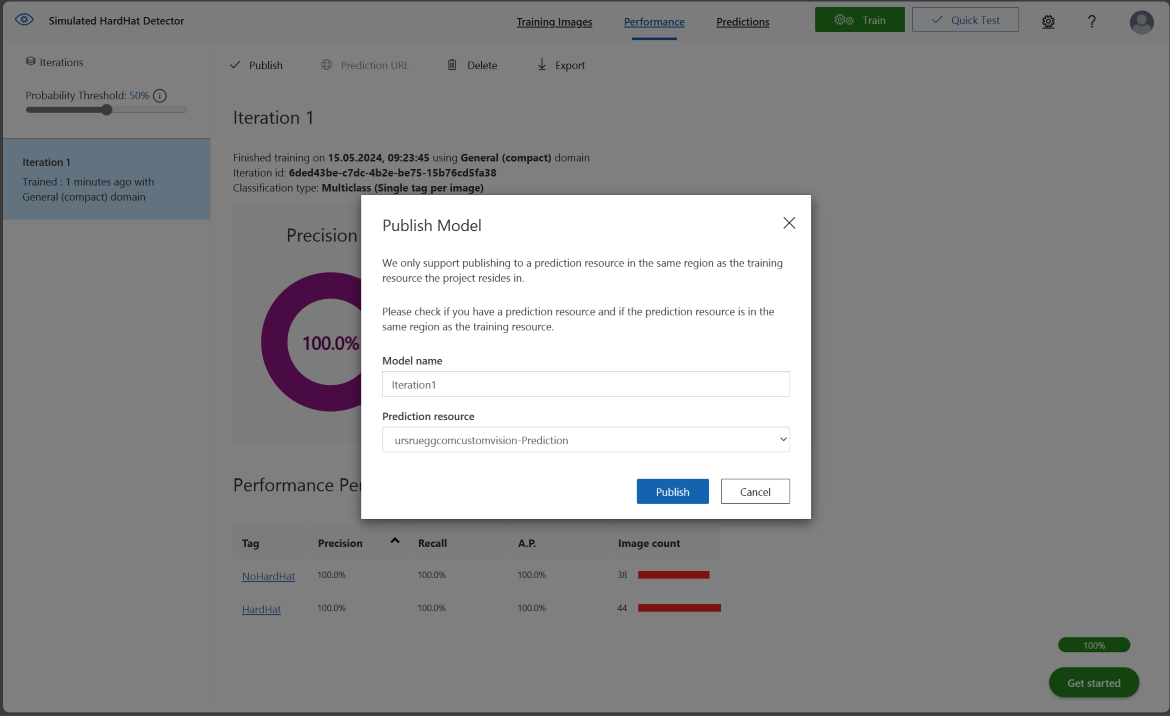 Simulated HardHat Detector
Training Images
Performance
Predictions
Train
Quick Test
?
Iterations
Publish
Prediction URL
Delete
Export
Probability Threshold: 50% i
Iteration 1
Trained : 1 minutes ago with
General (compact) domain
Iteration 1
Finished training on 15.05.2024, 09:23:45 using General (compact) domain
Iteration id: 6ded43be-c7dc-4b2e-be75-15b76cd5fa38
Classification type: Multiclass (Single tag per image)
Precision
100.0%
Publish Model
We only support publishing to a prediction resource in the same region as the training
resource the project resides in.
Please check if you have a prediction resource and if the prediction resource is in the
same region as the training resource.
Model name
Iteration1
Prediction resource
ursrueggcomcustomvision-Prediction
Publish
Cancel
Performance Per
Tag Precision Recall A.P. Image count
NoHardHat 100.0% 100.0% 100.0% 38
HardHat 100.0% 100.0% 100.0% 44
100%
Get started